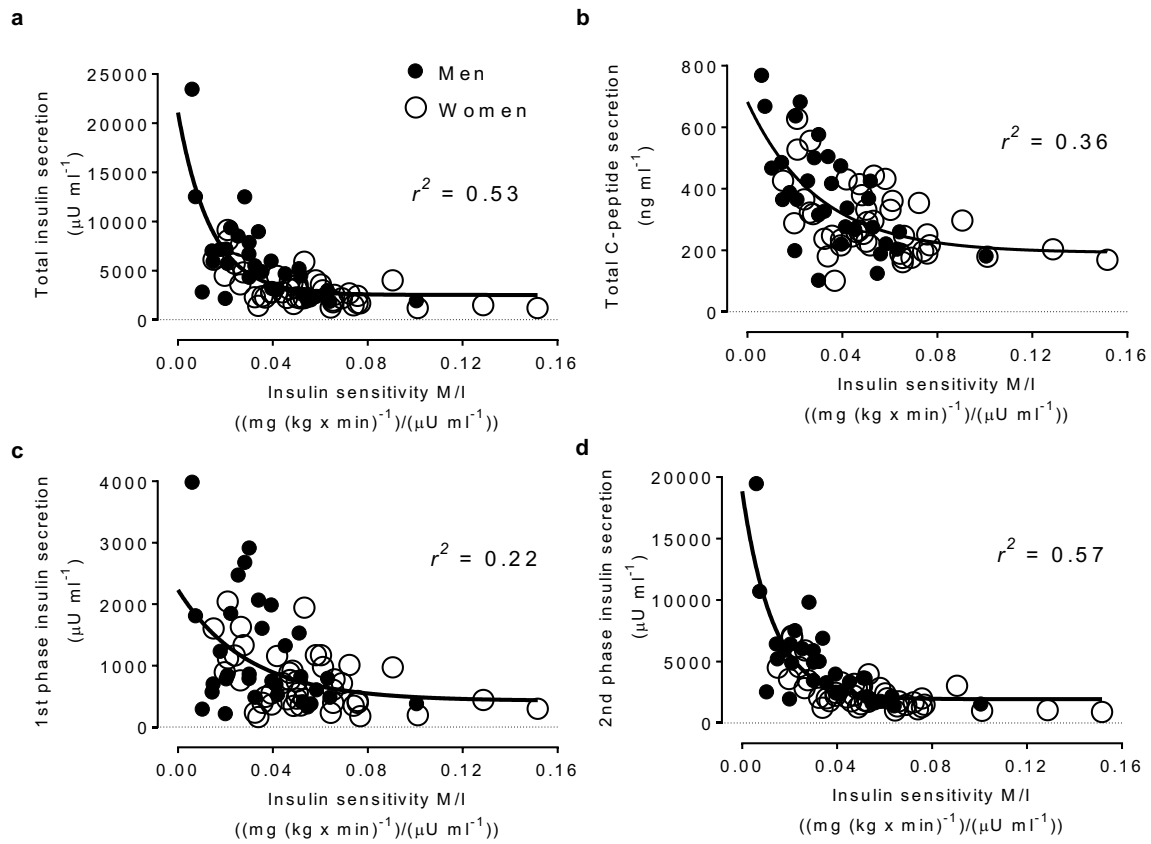 a
Total insulin secretion
(μU ml⁻¹)
25000
20000
15000
10000
5000
0
Men
Women
r² = 0.53
0.00 0.04 0.08 0.12 0.16
Insulin sensitivity M/I
((mg (kg x min)⁻¹)/(μU ml⁻¹))
b
Total C-peptide secretion
(ng ml⁻¹)
800
600
400
200
0
r² = 0.36
0.00 0.04 0.08 0.12 0.16
Insulin sensitivity M/I
((mg (kg x min)⁻¹)/(μU ml⁻¹))
c
1st phase insulin secretion
(μU ml⁻¹)
4000
3000
2000
1000
0
r² = 0.22
0.00 0.04 0.08 0.12 0.16
Insulin sensitivity M/I
((mg (kg x min)⁻¹)/(μU ml⁻¹))
d
2nd phase insulin secretion
(μU ml⁻¹)
20000
15000
10000
5000
0
r² = 0.57
0.00 0.04 0.08 0.12 0.16
Insulin sensitivity M/I
((mg (kg x min)⁻¹)/(μU ml⁻¹))